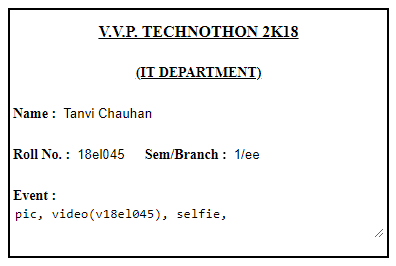 V.V.P. TECHNOTHON 2K18
(IT DEPARTMENT)
Name : Tanvi Chauhan
Roll No. : 18el045 Sem/Branch : 1/ee
Event :
pic, video(v18el045), selfie,